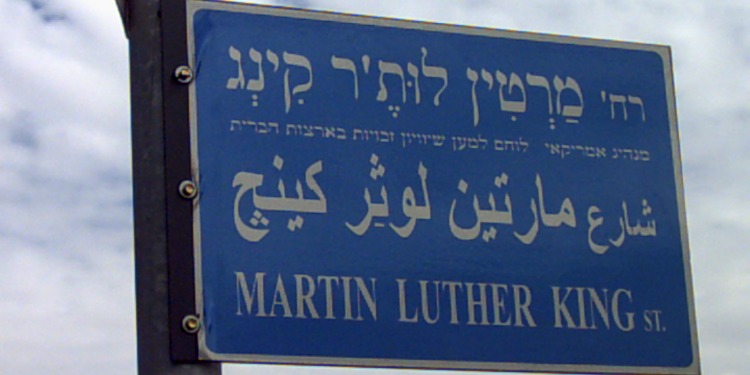 רח' מַרְטִין לוּתֶ'ר קִינְג
מנהיג אמריקאי לוחם למען שיוויון זכויות בארצות הברית
شارع مارتين لوثَر كينچ
MARTIN LUTHER KING ST.